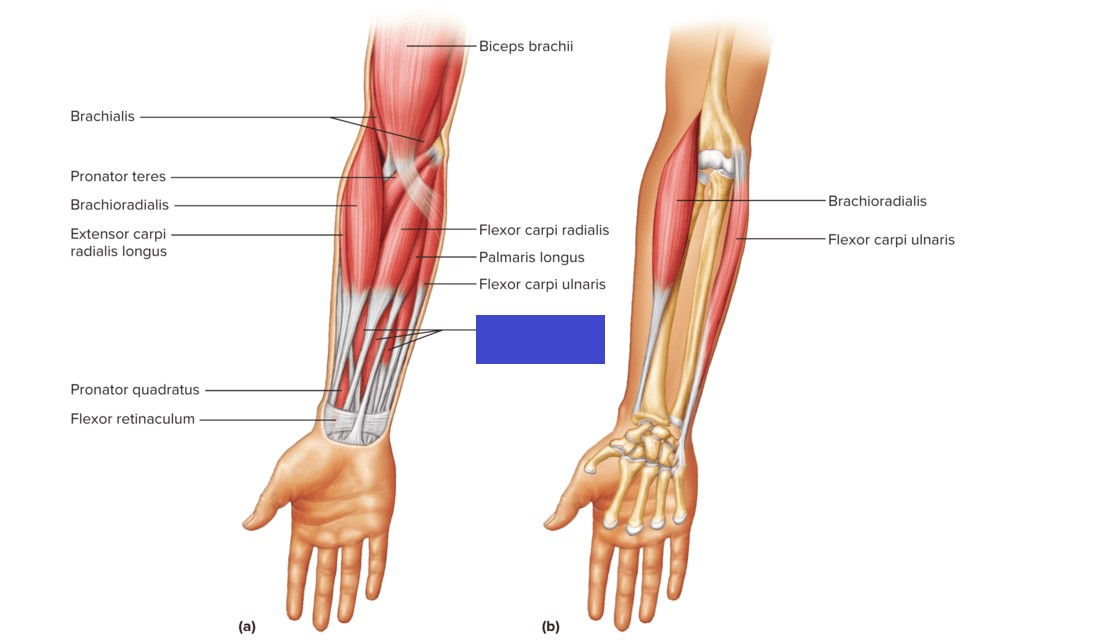 Biceps brachii
Brachialis
Pronator teres
Brachioradialis
Extensor carpi
radialis longus
Flexor carpi radialis
Palmaris longus
Flexor carpi ulnaris
Pronator quadratus
Flexor retinaculum
(a)
Brachioradialis
Flexor carpi ulnaris
(b)